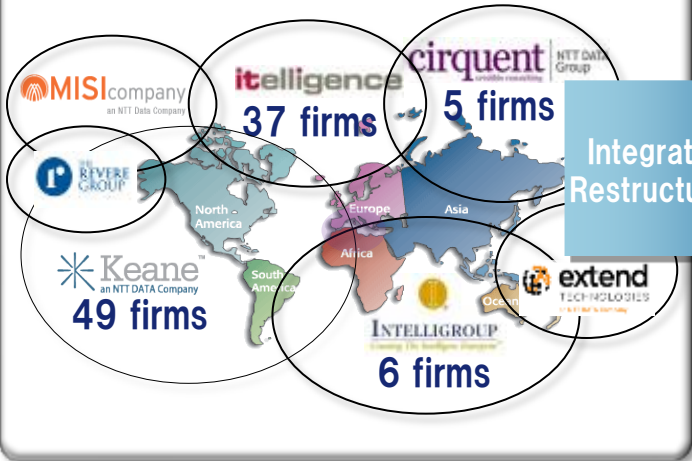 MISIcompany
an NTT Data Company
itelligence
37 firms
cirquent
NTT DATA
Group
5 firms
Integrat
Restructu
THE
REVERE
GROUP
North -
America
Europe
Asia
Africa
South
America
Ocean
Keane™
an NTT DATA Company
49 firms
extend
TECHNOLOGIES
INTELLIGROUP
6 firms